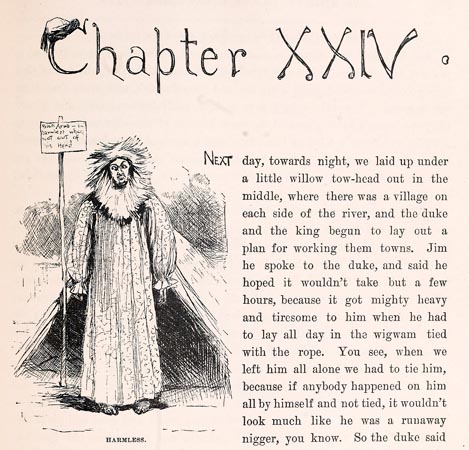 Chapter XXIV.
NEXT day, towards night, we laid up under
a little willow tow-head out in the
middle, where there was a village on
each side of the river, and the duke
and the king begun to lay out a
plan for working them towns. Jim
he spoke to the duke, and said he
hoped it wouldn't take but a few
hours, because it got mighty heavy
and tiresome to him when he had
to lay all day in the wigwam tied
with the rope. You see, when we
left him all alone we had to tie him,
because if anybody happened on him
all by himself and not tied, it wouldn't
look much like he was a runaway
nigger, you know. So the duke said
harmless when
not out of
his head
HARMLESS.